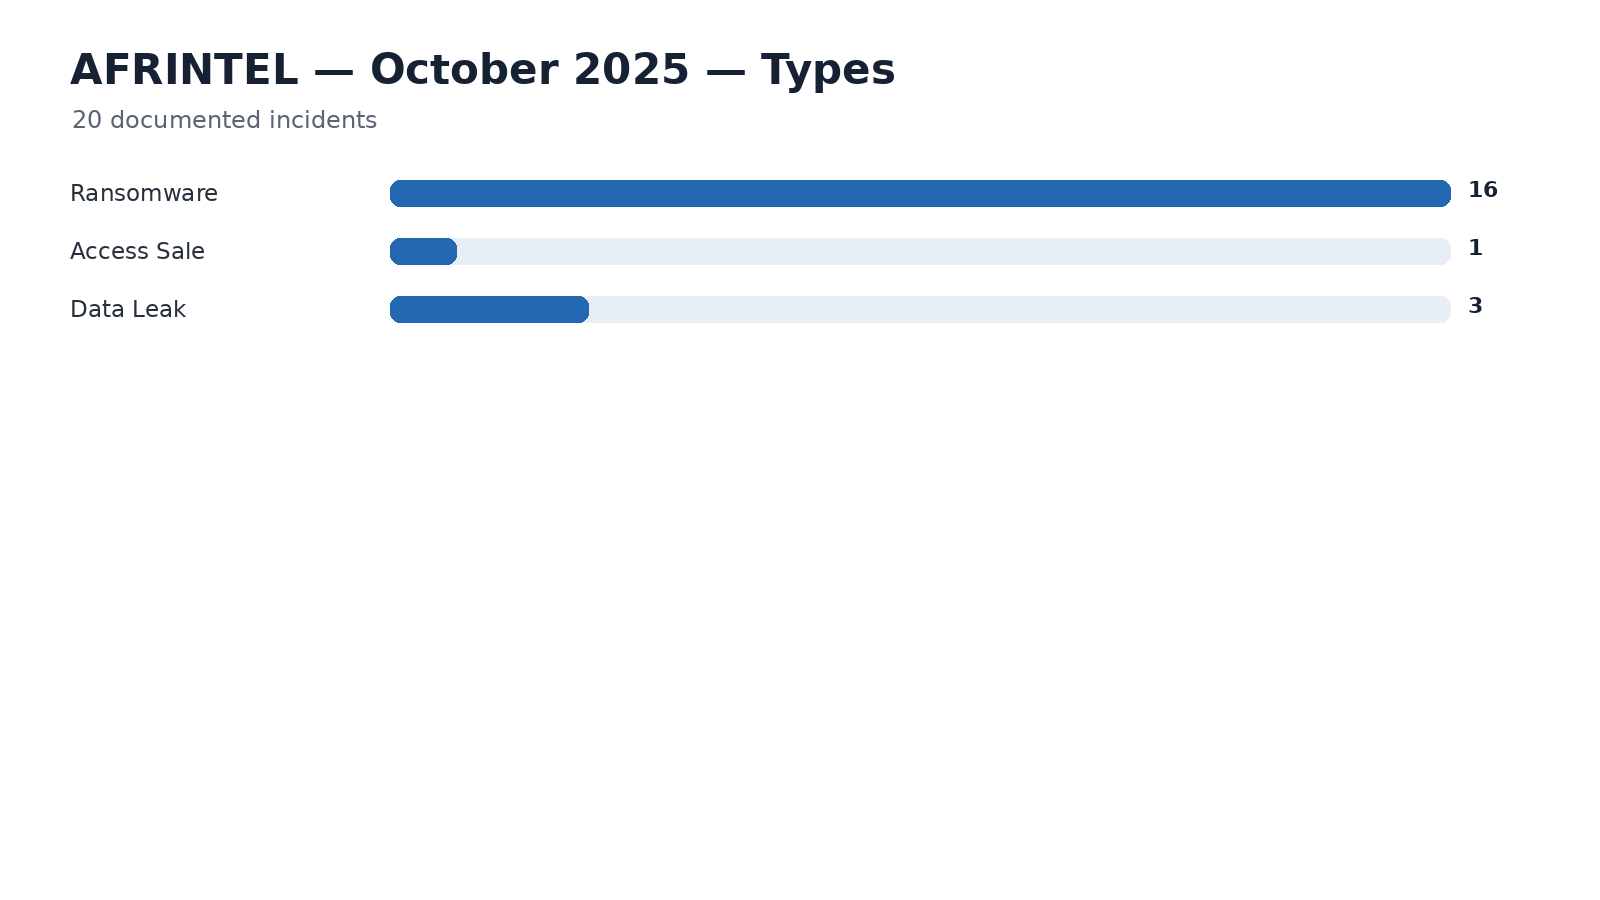 AFRINTEL — October 2025 — Types
20 documented incidents
Ransomware 16
Access Sale 1
Data Leak 3